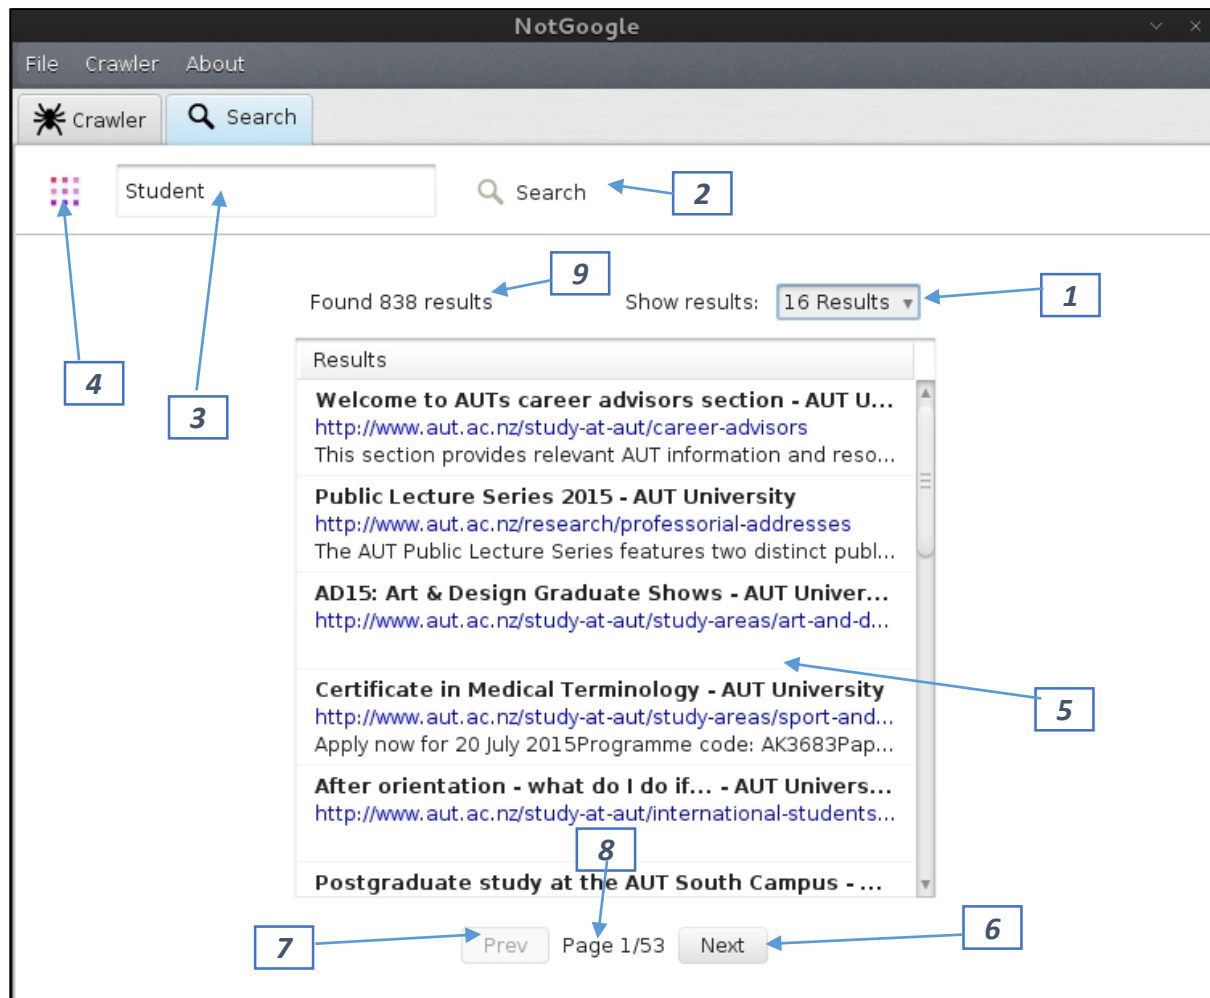 NotGoogle
File Crawler About
Crawler Search
Student Search 2
9
Found 838 results Show results: 16 Results 1
4
3
Results
Welcome to AUTs career advisors section - AUT U...
http://www.aut.ac.nz/study-at-aut/career-advisors
This section provides relevant AUT information and reso...
Public Lecture Series 2015 - AUT University
http://www.aut.ac.nz/research/professorial-addresses
The AUT Public Lecture Series features two distinct publ...
AD15: Art & Design Graduate Shows - AUT Univer...
http://www.aut.ac.nz/study-at-aut/study-areas/art-and-d...
Certificate in Medical Terminology - AUT University
http://www.aut.ac.nz/study-at-aut/study-areas/sport-and...
5
Apply now for 20 July 2015Programme code: AK3683Pap...
After orientation - what do I do if... - AUT Univers...
http://www.aut.ac.nz/study-at-aut/international-students...
8
Postgraduate study at the AUT South Campus - ...
7 Prev Page 1/53 Next 6